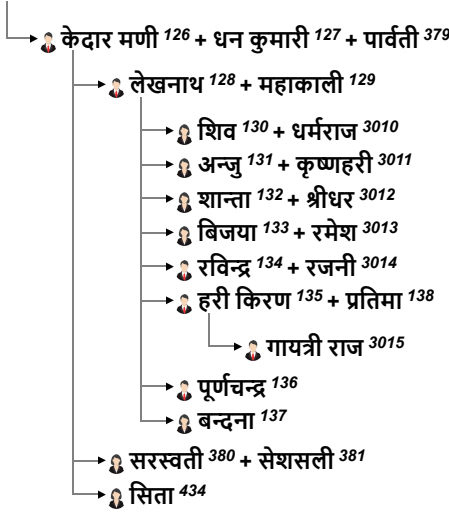 केदार मणी 126 + धन कुमारी 127 + पार्वती 379
लेखनाथ 128 + महाकाली 129
शिव 130 + धर्मराज 3010
अन्जु 131 + कृष्णहरी 3011
शान्ता 132 + श्रीधर 3012
बिजया 133 + रमेश 3013
रविन्द्र 134 + रजनी 3014
हरी किरण 135 + प्रतिमा 138
गायत्री राज 3015
पूर्णचन्द्र 136
बन्दना 137
सरस्वती 380 + सेशसली 381
सिता 434